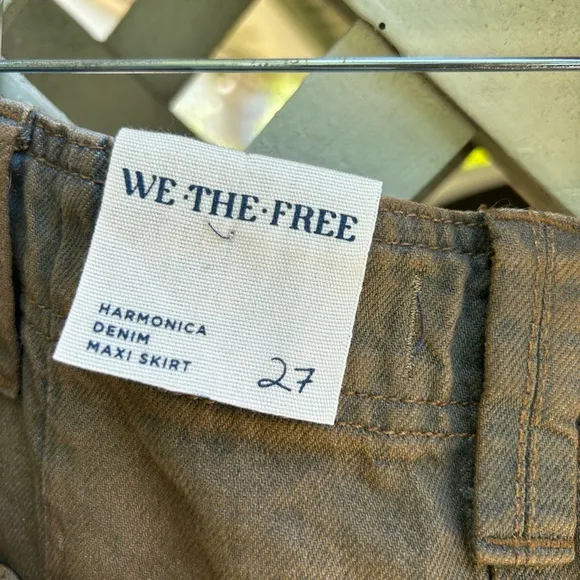 WE·THE·FREE
HARMONICA
DENIM
MAXI SKIRT
27